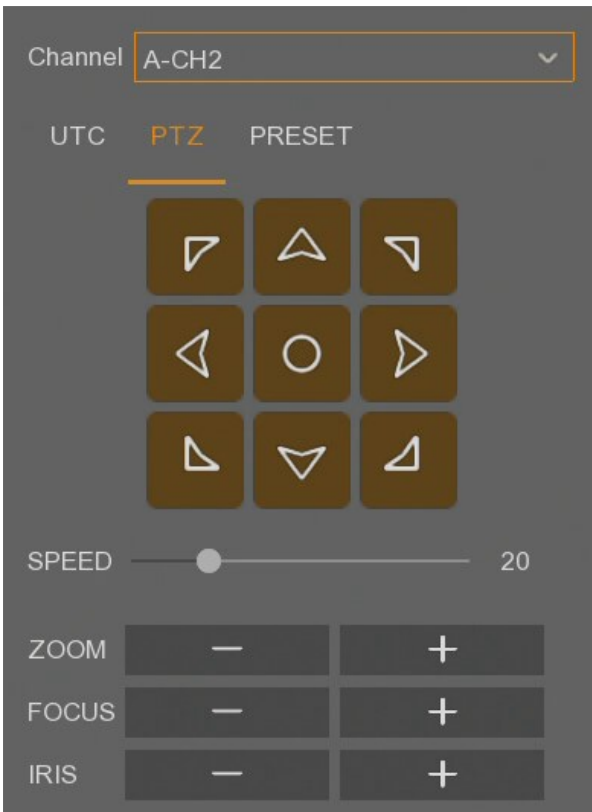 Channel A-CH2
UTC PTZ PRESET
SPEED 20
ZOOM — +
FOCUS — +
IRIS — +